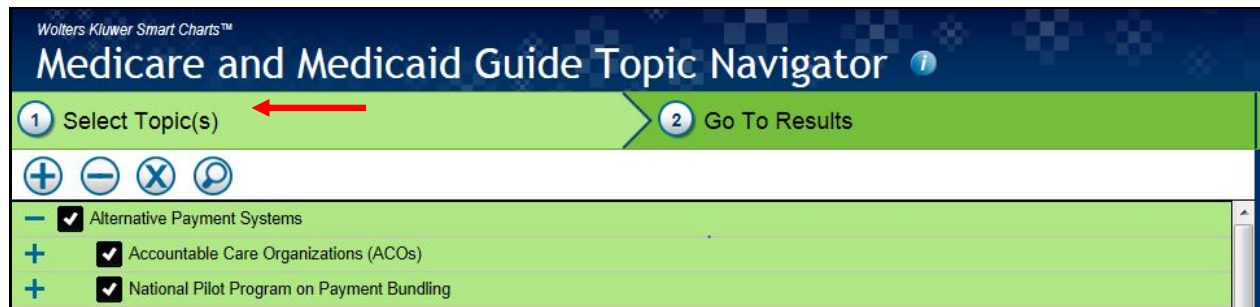 Wolters Kluwer Smart Charts™
Medicare and Medicaid Guide Topic Navigator i
1 Select Topic(s)
2 Go To Results
Alternative Payment Systems
Accountable Care Organizations (ACOs)
National Pilot Program on Payment Bundling